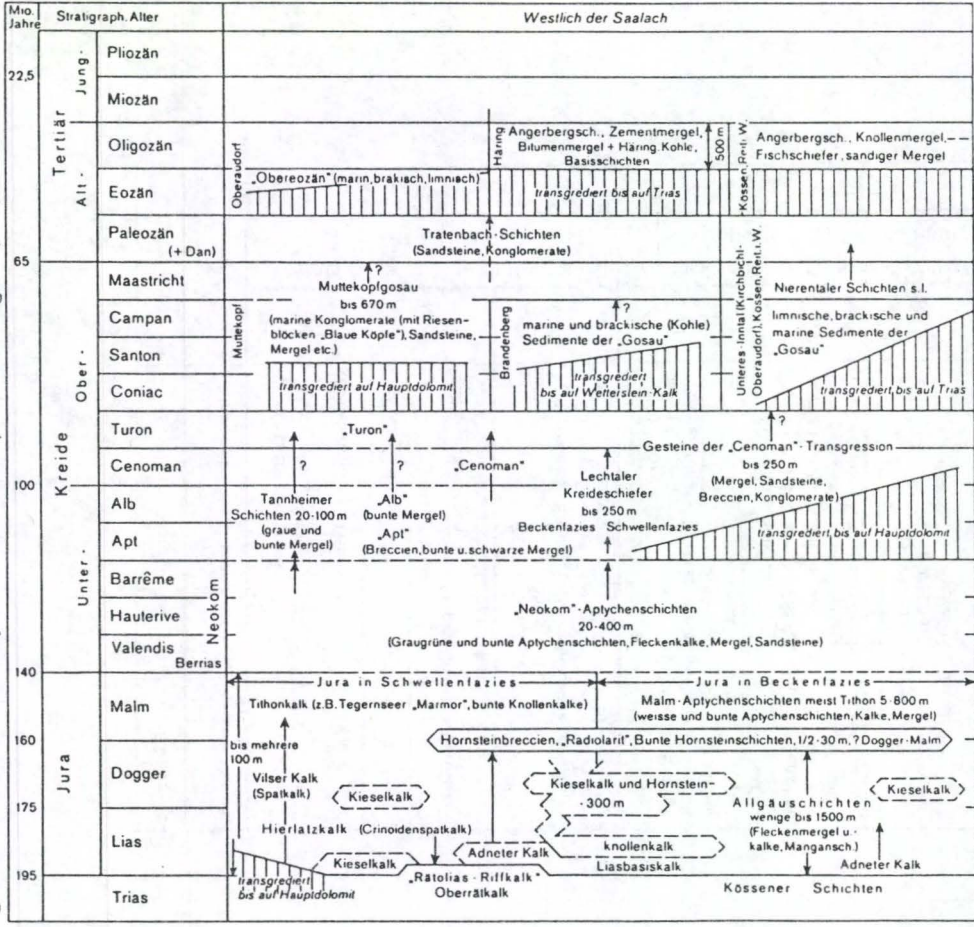 Mio.
Jahre
Stratigraph. Alter
Westlich der Saalach
22,5
65
100
140
160
175
195
Tertiär
Jung-
Alt-
Kreide
Ober-
Unter-
Jura
Pliozän
Miozän
Oligozän
Eozän
Paleozän
(+ Dan)
Maastricht
Campan
Santon
Coniac
Turon
Cenoman
Alb
Apt
Barrême
Hauterive
Valendis
Berrias
Neokom
Malm
Dogger
Lias
Trias
Oberaudorf
„Obereozän" (marin, brakisch, limnisch)
Häring
Angerbergsch., Zementmergel,
Bitumenmergel + Häring. Kohle,
Basisschichten
500 m
transgrediert bis auf Trias
Kössen, Reit i. W.
Angerbergsch., Knollenmergel,
Fischschiefer, sandiger Mergel
Tratenbach-Schichten
(Sandsteine, Konglomerate)
?
Muttekopf
Muttekopfgosau
bis 670 m
(marine Konglomerate (mit Riesen-
blöcken „Blaue Köpfe"), Sandsteine,
Mergel etc.)
transgrediert auf Hauptdolomit
Brandenberg
?
marine und brackische (Kohle)
Sedimente der „Gosau"
transgrediert
bis auf Wetterslein-Kalk
Unteres-Inntal (Kirchbichl-
Oberaudorf), Kössen, Reit. i. W.
Nierentaler Schichten s.l.
limnische, brackische und
marine Sedimente der
„Gosau"
transgrediert bis auf Trias
?
„Turon"
? ? „Cenoman"
Gesteine der „Cenoman"-Transgression
bis 250 m
(Mergel, Sandsteine,
Breccien, Konglomerate)
transgrediert bis auf Hauptdolomit
Tannheimer
Schichten 20-100 m
(graue und
bunte Mergel)
„Alb"
(bunte Mergel)
„Apt"
(Breccien, bunte u. schwarze Mergel)
Lechtaler
Kreideschiefer
bis 250 m
Beckenfazies Schwellenfazies
„Neokom"-Aptychenschichten
20-400 m
(Graugrüne und bunte Aptychenschichten, Fleckenkalke, Mergel, Sandsteine)
Jura in Schwellenfazies
Jura in Beckenfazies
Tithonkalk (z.B. Tegernseer „Marmor", bunte Knollenkalke)
Malm-Aptychenschichten meist Tithon 5-800 m
(weisse und bunte Aptychenschichten, Kalke, Mergel)
Hornsteinbreccien, „Radiolarit", Bunte Hornsteinschichten, 1/2-30 m, ? Dogger-Malm
bis mehrere
100 m
Vilser Kalk
(Spatkalk)
Kieselkalk
Kieselkalk und Hornstein-
-300 m
knollenkalk
Liasbasiskalk
Allgäuschichten
wenige bis 1500 m
(Fleckenmergel u.-
kalke, Mangansch.)
Kieselkalk
Hierlatzkalk (Crinoidenspatkalk)
Kieselkalk
Adneter Kalk
Adneter Kalk
transgrediert
bis auf Hauptdolomit
„Rätolias-Riffkalk"
Oberrätkalk
Kössener Schichten